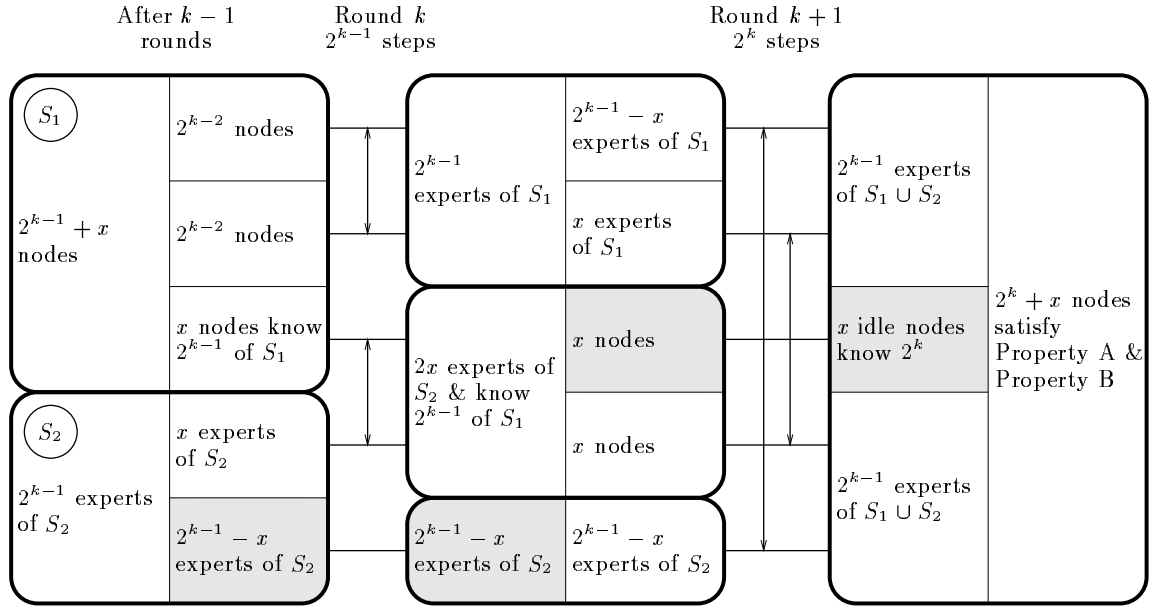 After k − 1
rounds
Round k
2^{k−1} steps
Round k + 1
2^k steps
S_1
2^{k−1} + x
nodes
2^{k−2} nodes
2^{k−2} nodes
x nodes know
2^{k−1} of S_1
S_2
2^{k−1} experts
of S_2
x experts
of S_2
2^{k−1} − x
experts of S_2
2^{k−1}
experts of S_1
2^{k−1} − x
experts of S_1
x experts
of S_1
2x experts of
S_2 & know
2^{k−1} of S_1
x nodes
x nodes
2^{k−1} − x
experts of S_2
2^{k−1} − x
experts of S_2
2^{k−1} experts
of S_1 ∪ S_2
x idle nodes
know 2^k
2^{k−1} experts
of S_1 ∪ S_2
2^k + x nodes
satisfy
Property A &
Property B